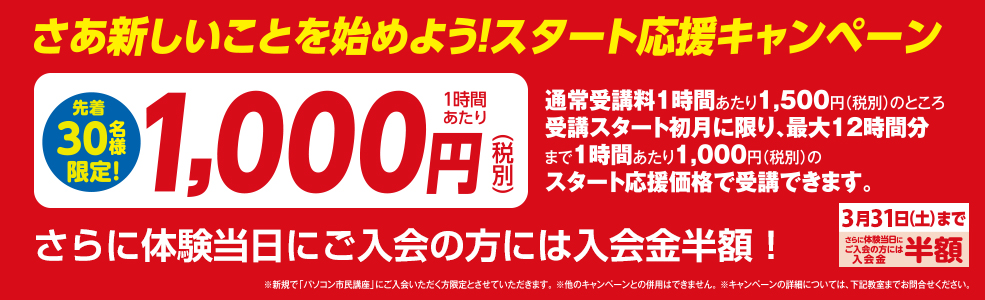 さあ新しいことを始めよう!スタート応援キャンペーン
先着
30名様
限定!
1,000円
1時間
あたり
(税別)
通常受講料1時間あたり1,500円(税別)のところ
受講スタート初月に限り、最大12時間分
まで1時間あたり1,000円(税別)の
スタート応援価格で受講できます。
さらに体験当日にご入会の方には入会金半額！
3月31日(土)まで
さらに体験当日に
ご入会の方には
入会金
半額
※新規で「パソコン市民講座」にご入会いただく方限定とさせていただきます。※他のキャンペーンとの併用はできません。※キャンペーンの詳細については、下記教室までお問合せください。